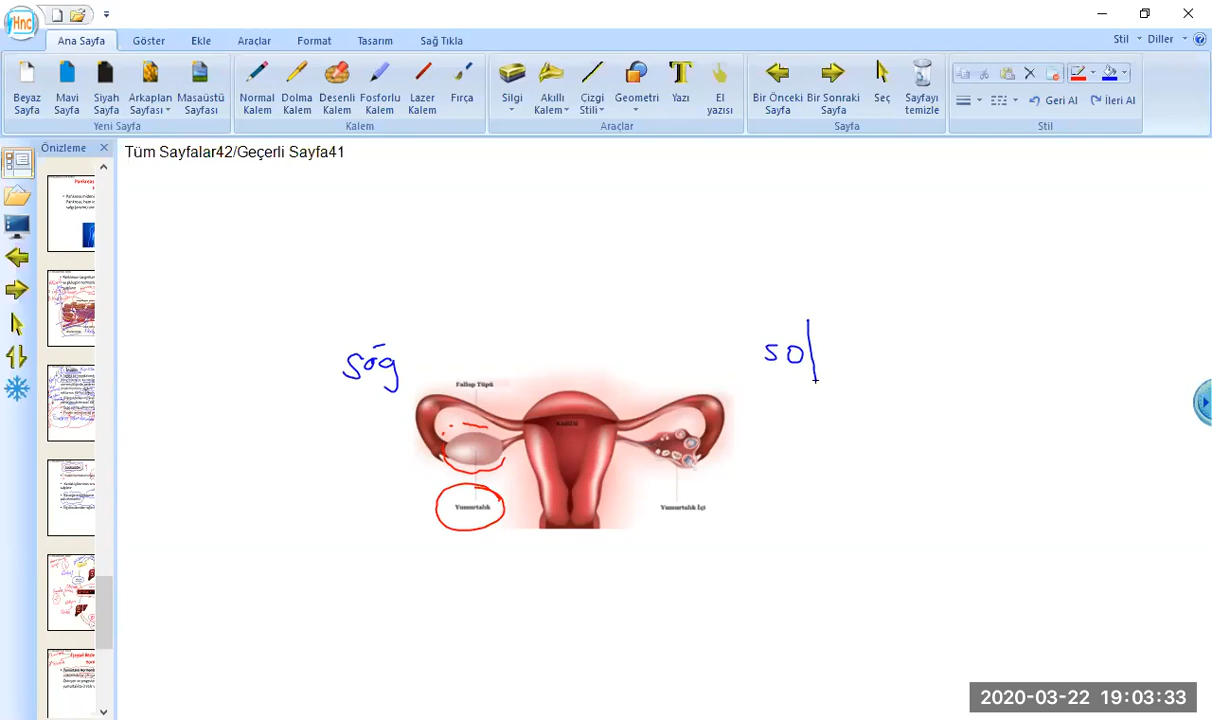 Hnc
Ana Sayfa Göster Ekle Araçlar Format Tasarım Sağ Tıkla Stil Diller
Beyaz Sayfa
Mavi Sayfa
Siyah Sayfa
Arkaplan Sayfası
Masaüstü Sayfası
Yeni Sayfa
Normal Kalem
Dolma Kalem
Desenli Kalem
Fosforlu Kalem
Lazer Kalem
Fırça
Kalem
Silgi
Akıllı Kalem
Çizgi Stili
Geometri
Yazı
El yazısı
Araçlar
Bir Önceki Sayfa
Bir Sonraki Sayfa
Seç
Sayfayı temizle
Sayfa
Geri Al İleri Al
Stil
Önizleme
Tüm Sayfalar42/Geçerli Sayfa41
sağ
sol
Fallop Tüpü
Yumurtalık
Yumurtalık İçi
2020-03-22 19:03:33